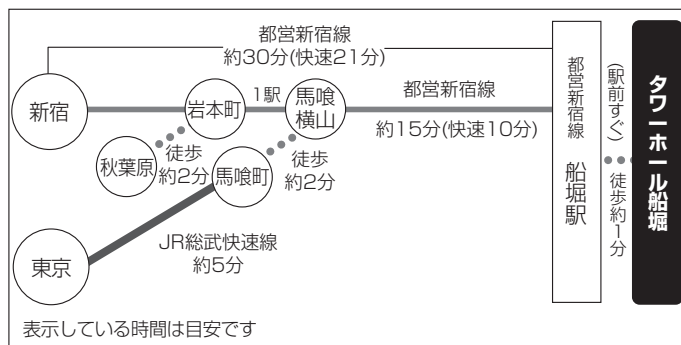 都営新宿線
約30分(快速21分)
新宿
岩本町
1駅
馬喰
横山
都営新宿線
約15分(快速10分)
秋葉原
徒歩
約2分
馬喰町
徒歩
約2分
東京
JR総武快速線
約5分
都営新宿線 船堀駅
(駅前すぐ)
徒歩約1分
タワーホール船堀
表示している時間は目安です